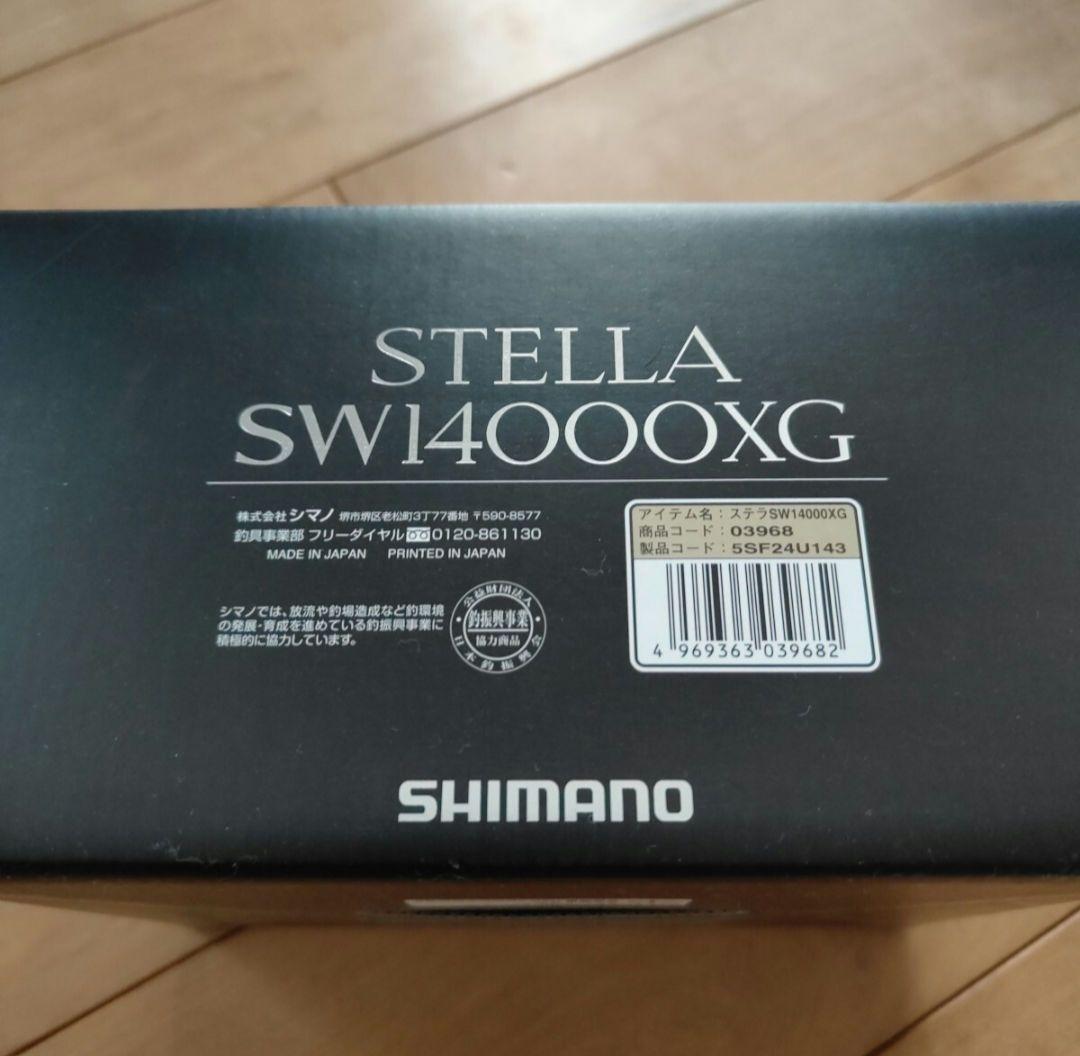 STELLA
SW14000XG
株式会社シマノ 堺市堺区老松町3丁77番地 〒590-8577
釣具事業部 フリーダイヤル 0120-861130
MADE IN JAPAN PRINTED IN JAPAN
シマノでは、放流や釣場造成など釣環境
の発展・育成を進めている釣振興事業に
積極的に協力しています。
公益財団法人
釣振興事業
協力商品
日本釣振興会
アイテム名:ステラSW14000XG
商品コード:03968
製品コード:5SF24U143
4 969363 039682
SHIMANO